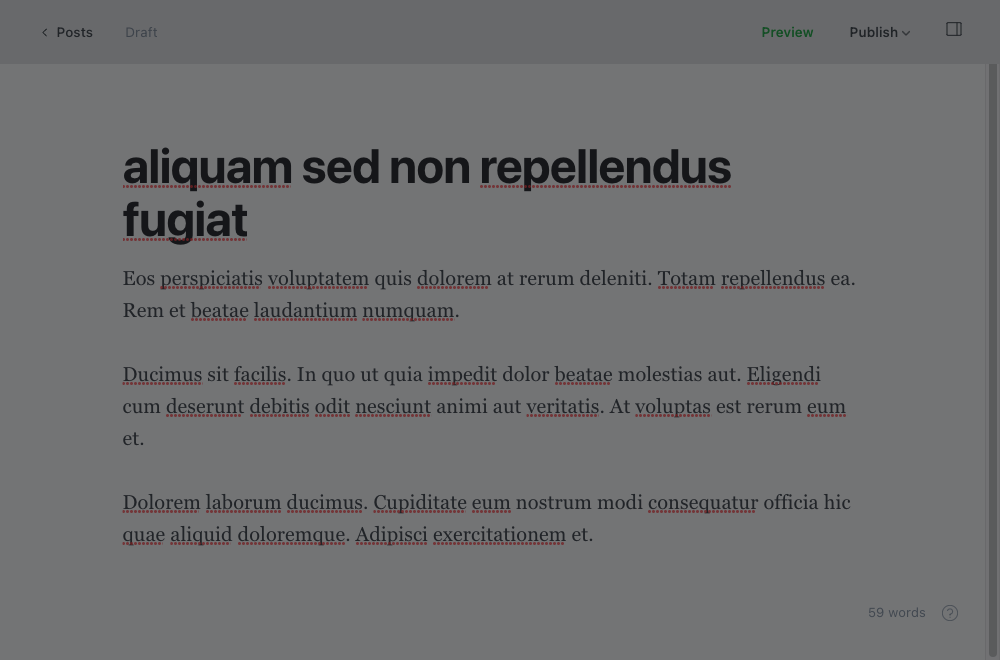 Posts
Draft
Preview
Publish
aliquam sed non repellendus
fugiat
Eos perspiciatis voluptatem quis dolorem at rerum deleniti. Totam repellendus ea.
Rem et beatae laudantium numquam.
Ducimus sit facilis. In quo ut quia impedit dolor beatae molestias aut. Eligendi
cum deserunt debitis odit nesciunt animi aut veritatis. At voluptas est rerum eum
et.
Dolorem laborum ducimus. Cupiditate eum nostrum modi consequatur officia hic
quae aliquid doloremque. Adipisci exercitationem et.
59 words
?